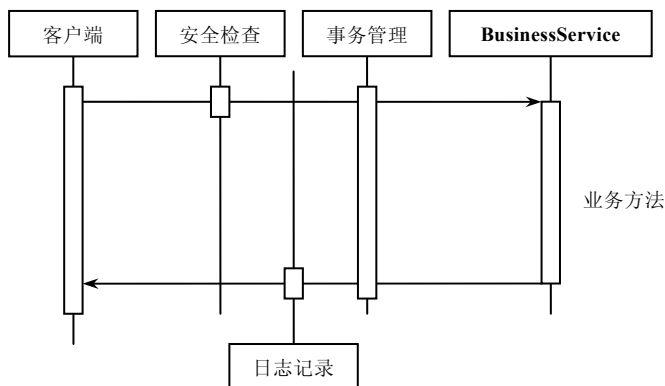 客户端
安全检查
事务管理
BusinessService
业务方法
日志记录